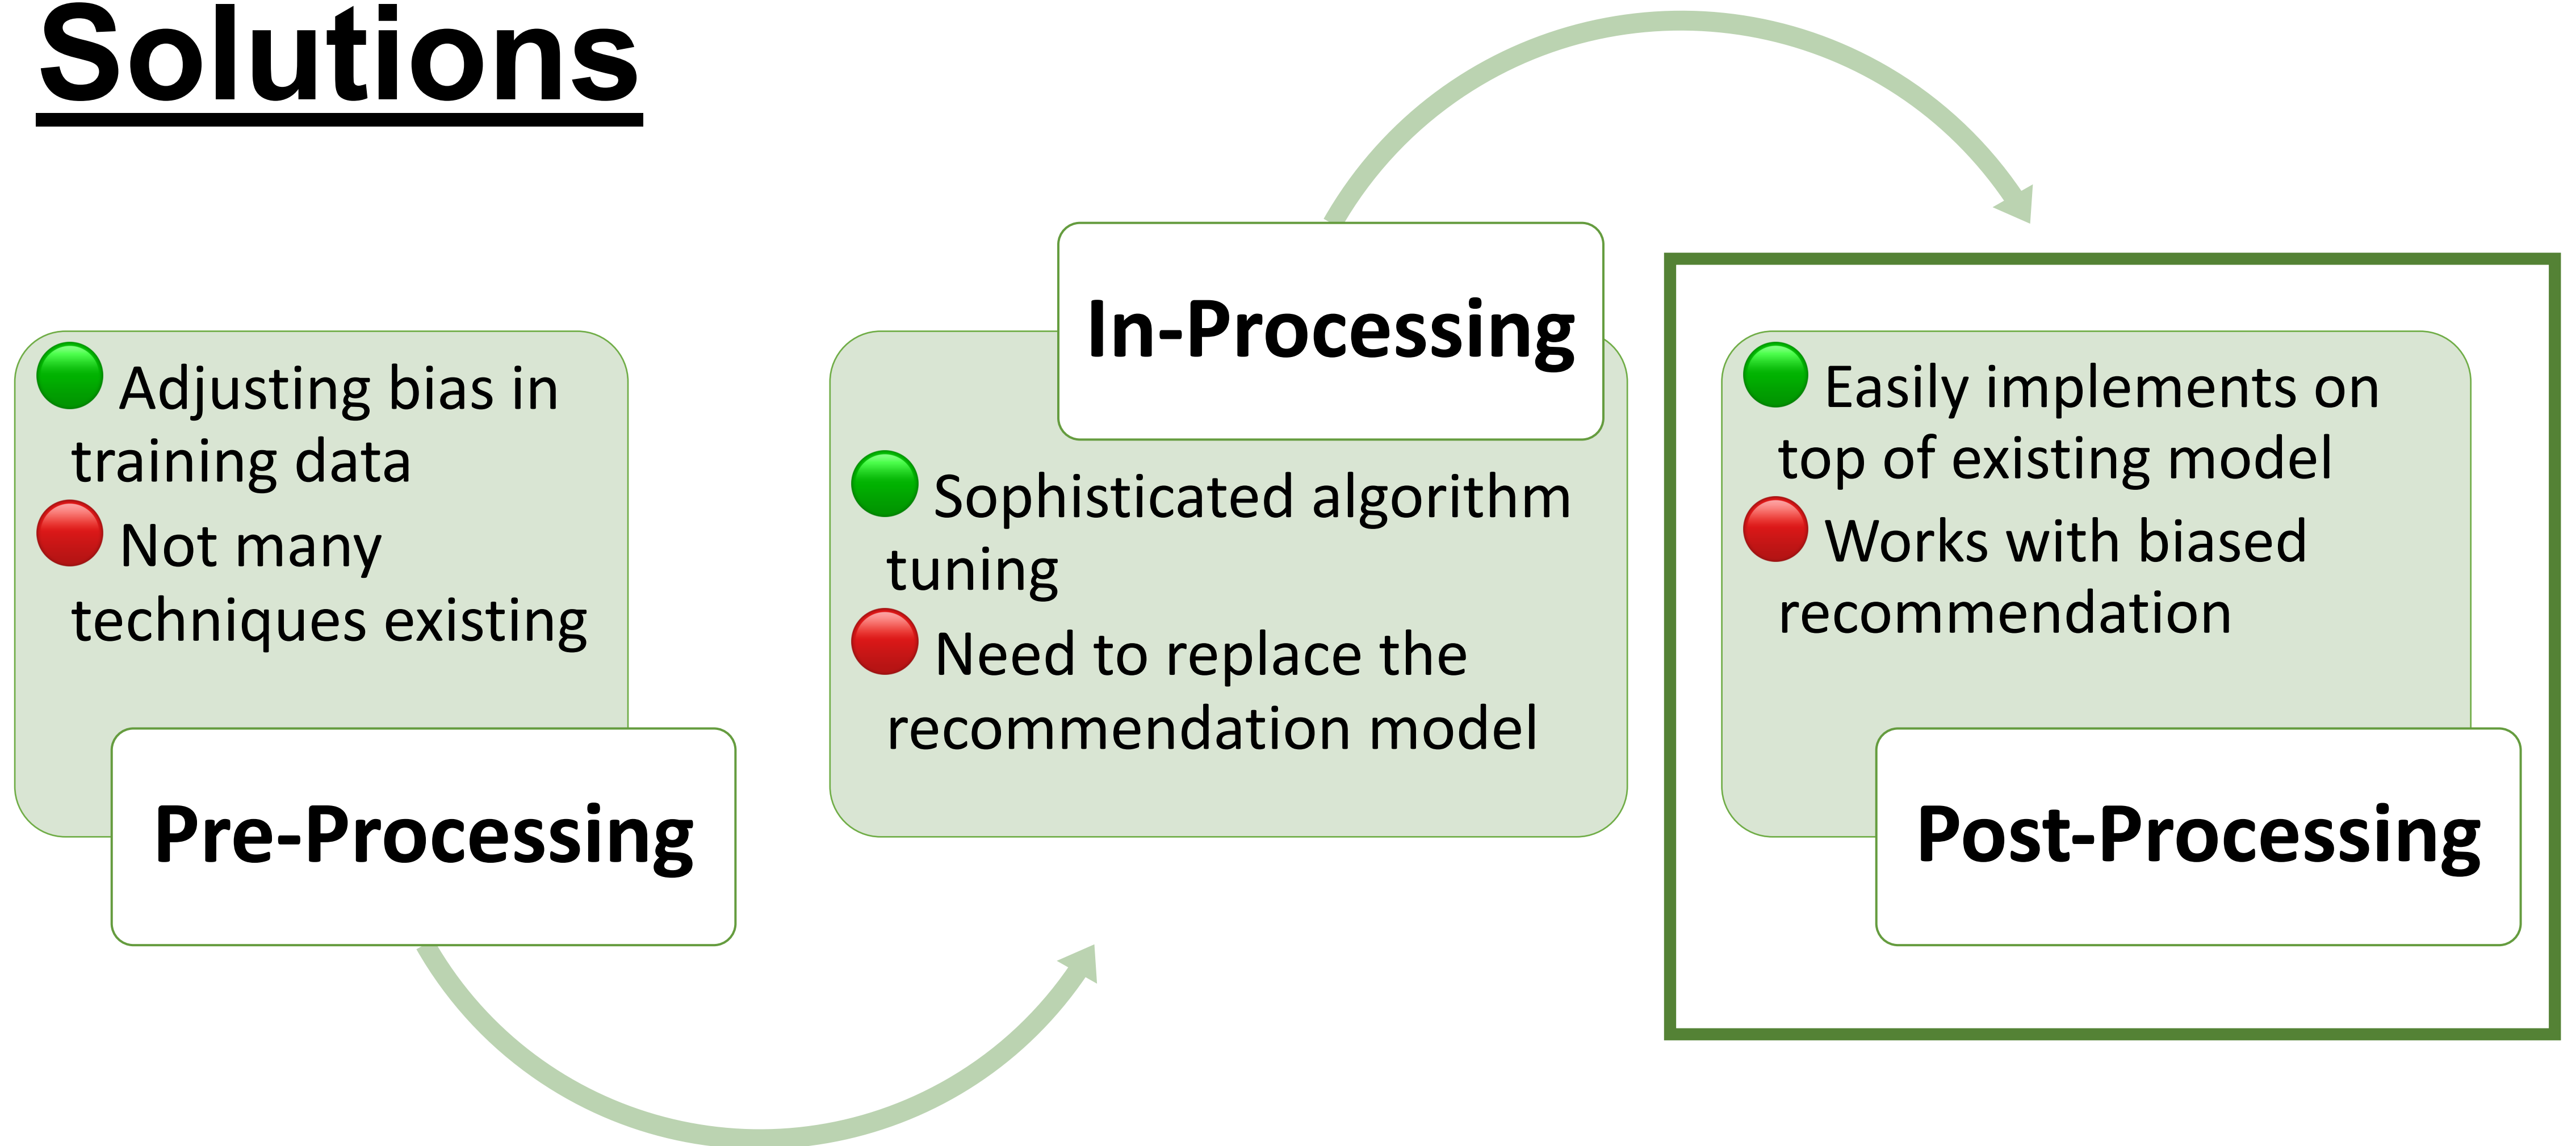 Solutions
Adjusting bias in
training data
Not many
techniques existing
Pre-Processing
In-Processing
Sophisticated algorithm
tuning
Need to replace the
recommendation model
Easily implements on
top of existing model
Works with biased
recommendation
Post-Processing